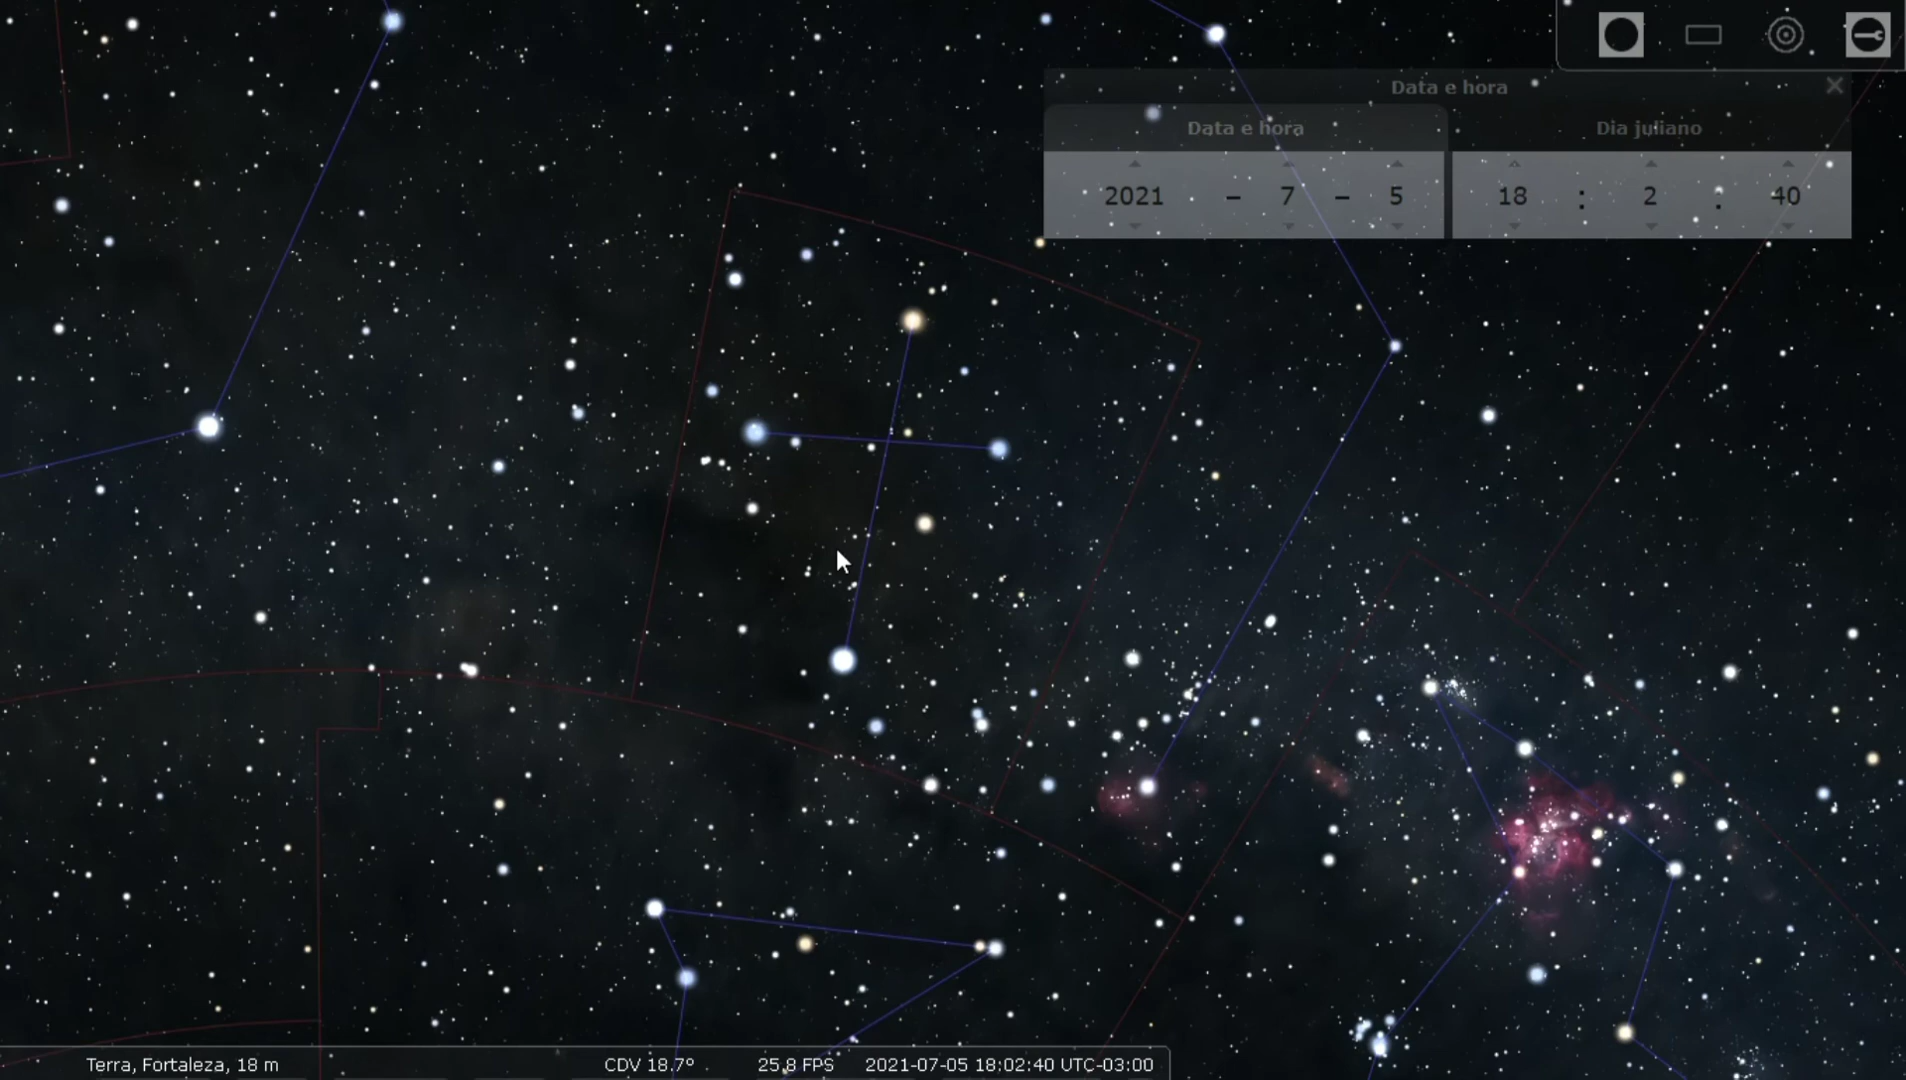 Data e hora
Data e hora
Dia juliano
2021 - 7 - 5 18 : 2 : 40
Terra, Fortaleza, 18 m CDV 18.7º 25.8 FPS 2021-07-05 18:02:40 UTC-03:00